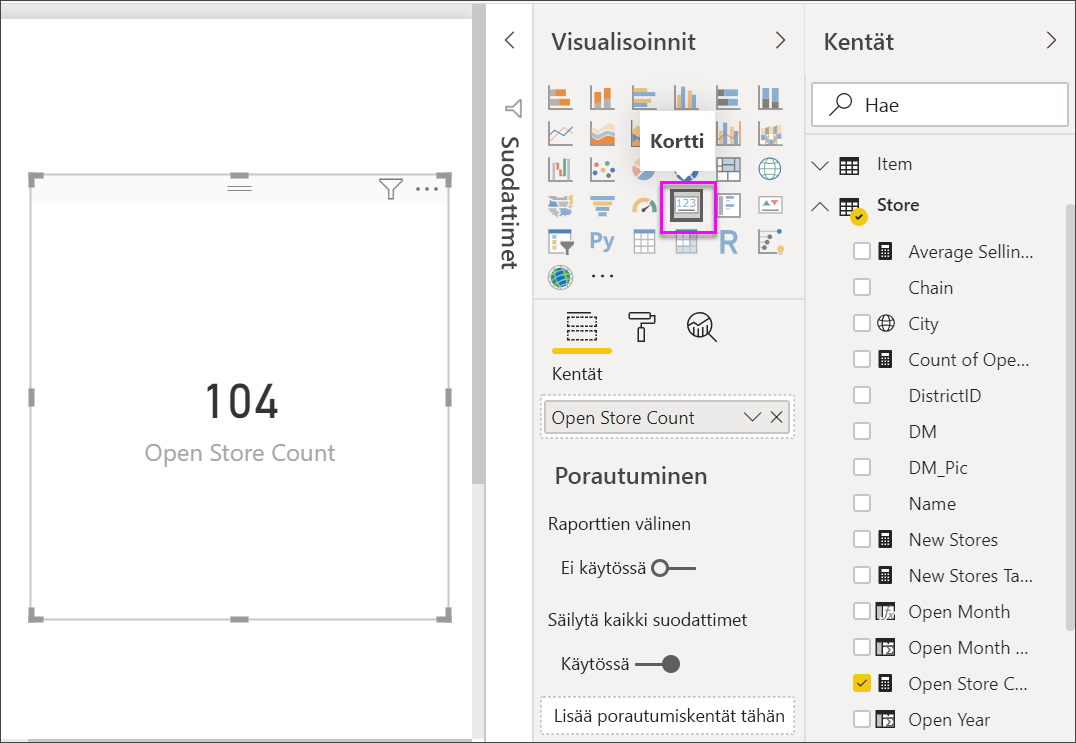 104
Open Store Count
Suodattimet
Visualisoinnit
Kortti
123
Py
R
Kentät
Open Store Count
Porautuminen
Raporttien välinen
Ei käytössä
Säilytä kaikki suodattimet
Käytössä
Lisää porautumiskentät tähän
Kentät
Hae
Item
Store
Average Sellin...
Chain
City
Count of Ope...
DistrictID
DM
DM_Pic
Name
New Stores
New Stores Ta...
Open Month
Open Month ...
Open Store C...
Open Year